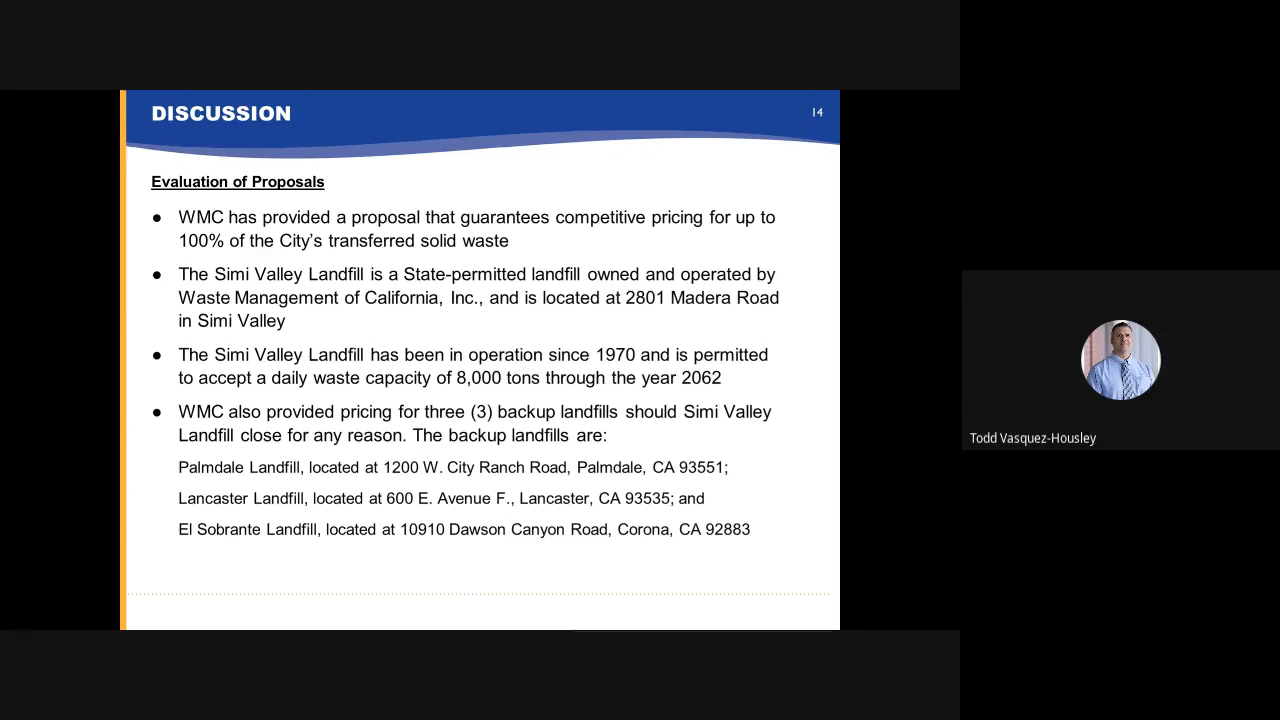 DISCUSSION
14
Evaluation of Proposals
● WMC has provided a proposal that guarantees competitive pricing for up to
100% of the City's transferred solid waste
● The Simi Valley Landfill is a State-permitted landfill owned and operated by
Waste Management of California, Inc., and is located at 2801 Madera Road
in Simi Valley
● The Simi Valley Landfill has been in operation since 1970 and is permitted
to accept a daily waste capacity of 8,000 tons through the year 2062
● WMC also provided pricing for three (3) backup landfills should Simi Valley
Landfill close for any reason. The backup landfills are:
Palmdale Landfill, located at 1200 W. City Ranch Road, Palmdale, CA 93551;
Lancaster Landfill, located at 600 E. Avenue F., Lancaster, CA 93535; and
El Sobrante Landfill, located at 10910 Dawson Canyon Road, Corona, CA 92883
Todd Vasquez-Housley